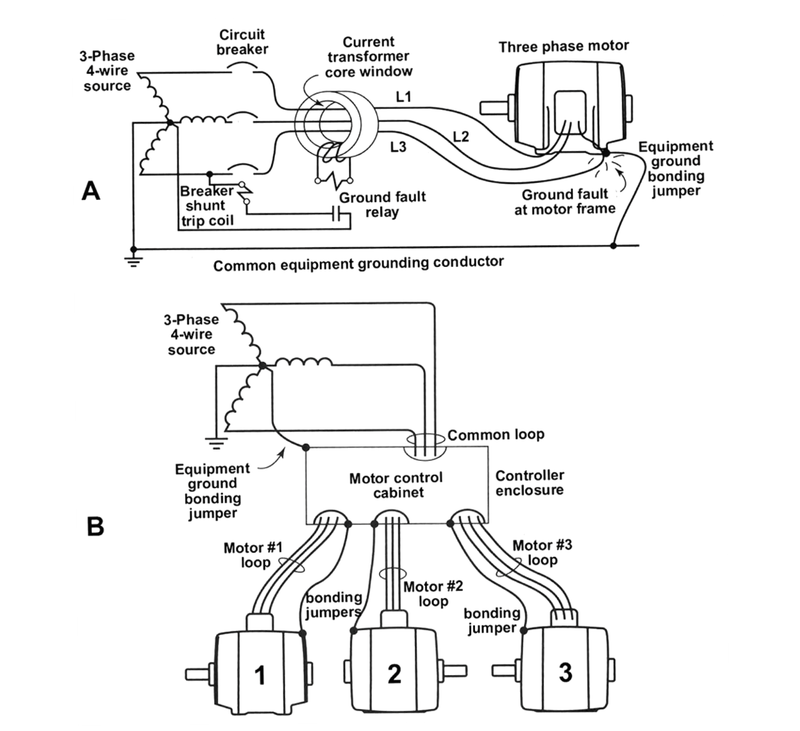 Circuit
breaker
3-Phase
4-wire
source
Current
transformer
core window
Three phase motor
L1
L2
L3
Equipment
ground
bonding
jumper
A
Breaker
shunt
trip coil
Ground fault
relay
Ground fault
at motor frame
Common equipment grounding conductor
3-Phase
4-wire
source
Common loop
Equipment
ground
bonding
jumper
Motor control
cabinet
Controller
enclosure
B
Motor #1
loop
Motor #2
loop
Motor #3
loop
bonding
jumpers
bonding
jumper
1
2
3